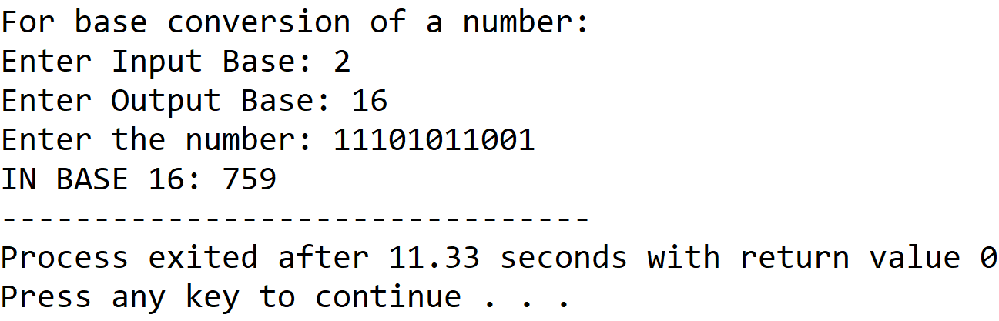 For base conversion of a number:
Enter Input Base: 2
Enter Output Base: 16
Enter the number: 11101011001
IN BASE 16: 759
--------------------------------
Process exited after 11.33 seconds with return value 0
Press any key to continue . . .